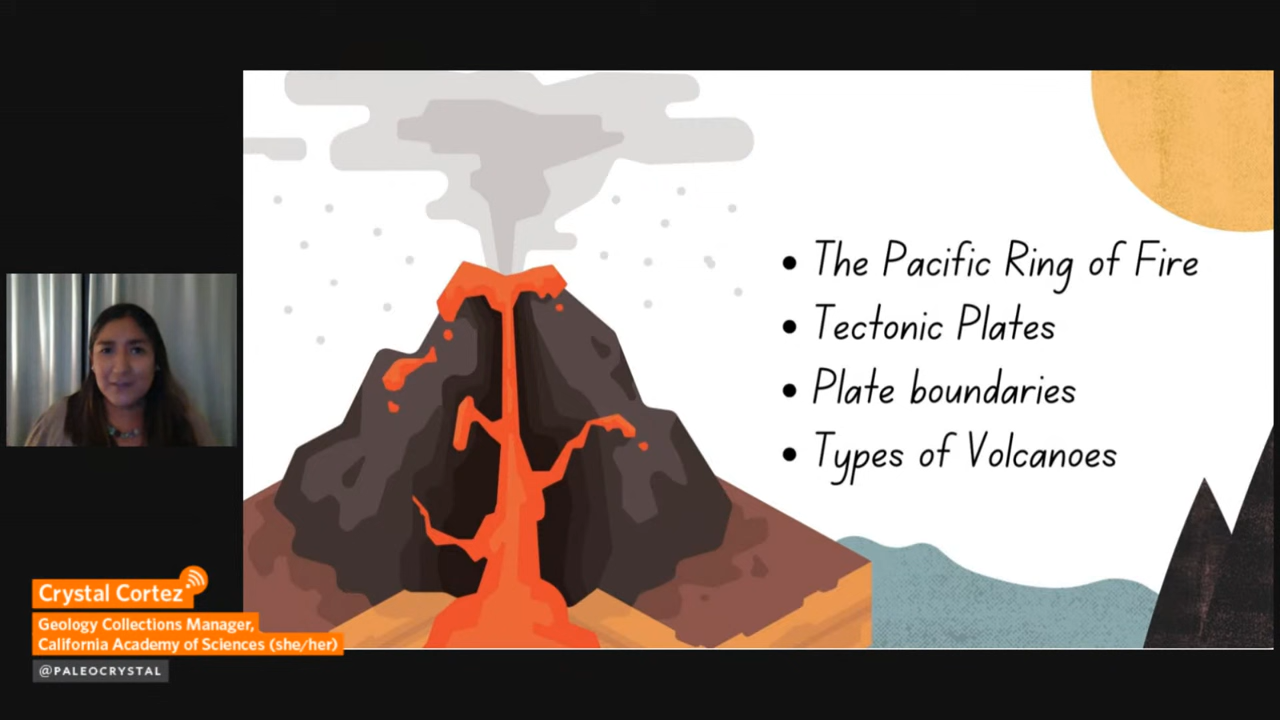 • The Pacific Ring of Fire
• Tectonic Plates
• Plate boundaries
• Types of Volcanoes
Crystal Cortez
Geology Collections Manager,
California Academy of Sciences (she/her)
@PALEOCRYSTAL